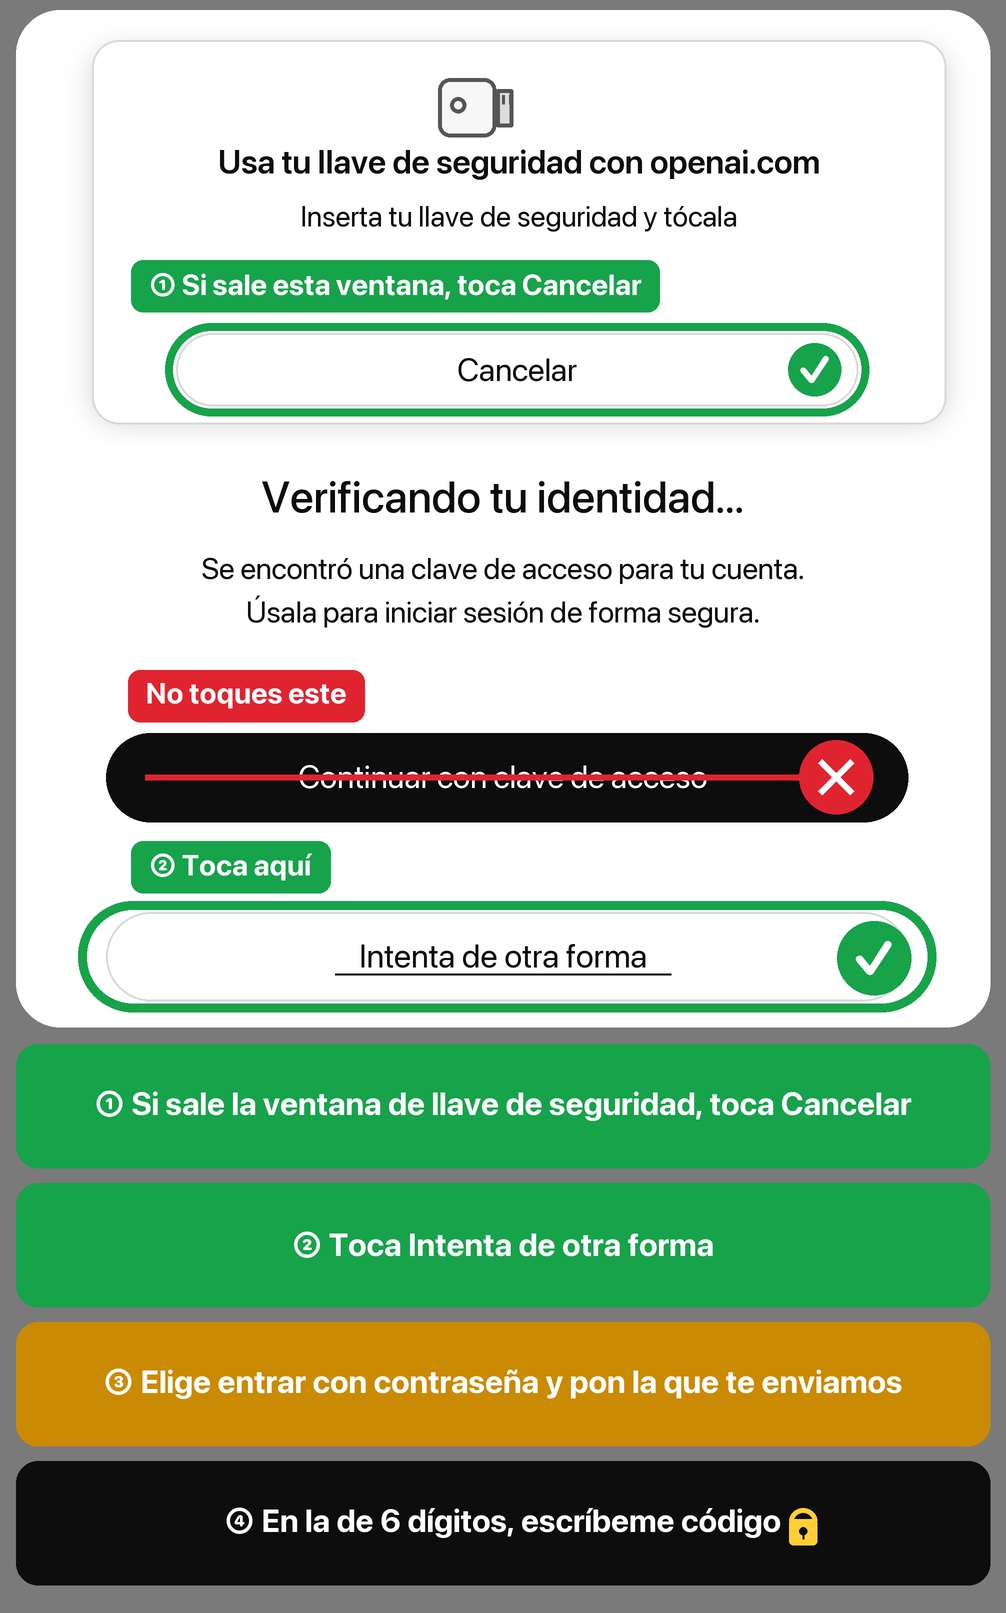 Usa tu llave de seguridad con openai.com
Inserta tu llave de seguridad y tócala
① Si sale esta ventana, toca Cancelar
Cancelar
Verificando tu identidad...
Se encontró una clave de acceso para tu cuenta.
Úsala para iniciar sesión de forma segura.
No toques este
Continuar con clave de acceso
② Toca aquí
Intenta de otra forma
① Si sale la ventana de llave de seguridad, toca Cancelar
② Toca Intenta de otra forma
③ Elige entrar con contraseña y pon la que te enviamos
④ En la de 6 dígitos, escríbeme código 🔒